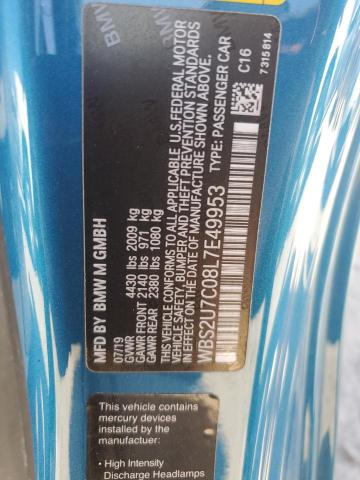 MFD BY BMW M GMBH
07/19
GVWR 4430 lbs 2009 kg
GAWR FRONT 2140 lbs 971 kg
GAWR REAR 2380 lbs 1080 kg
THIS VEHICLE CONFORMS TO ALL APPLICABLE U.S. FEDERAL MOTOR
VEHICLE SAFETY, BUMPER, AND THEFT PREVENTION STANDARDS
IN EFFECT ON THE DATE OF MANUFACTURE SHOWN ABOVE.
WBS2U7C08L7E49953 TYPE: PASSENGER CAR
C16
7 315 814
This vehicle contains
mercury devices
installed by the
manufacturer:
• High Intensity
Discharge Headlamps